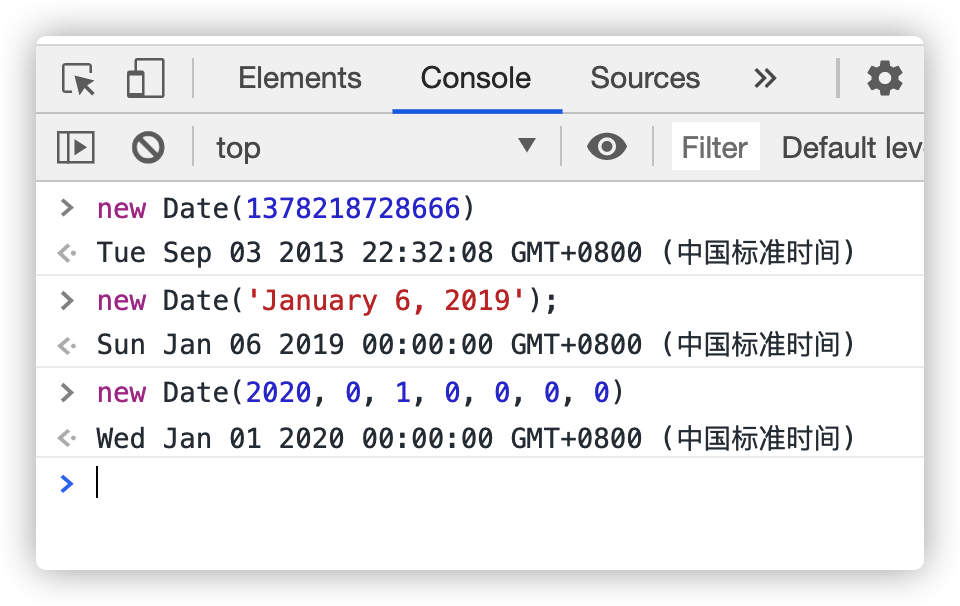 Elements Console Sources
top Filter Default lev
> new Date(1378218728666)
Tue Sep 03 2013 22:32:08 GMT+0800 (中国标准时间)
> new Date('January 6, 2019');
Sun Jan 06 2019 00:00:00 GMT+0800 (中国标准时间)
> new Date(2020, 0, 1, 0, 0, 0, 0)
Wed Jan 01 2020 00:00:00 GMT+0800 (中国标准时间)
>